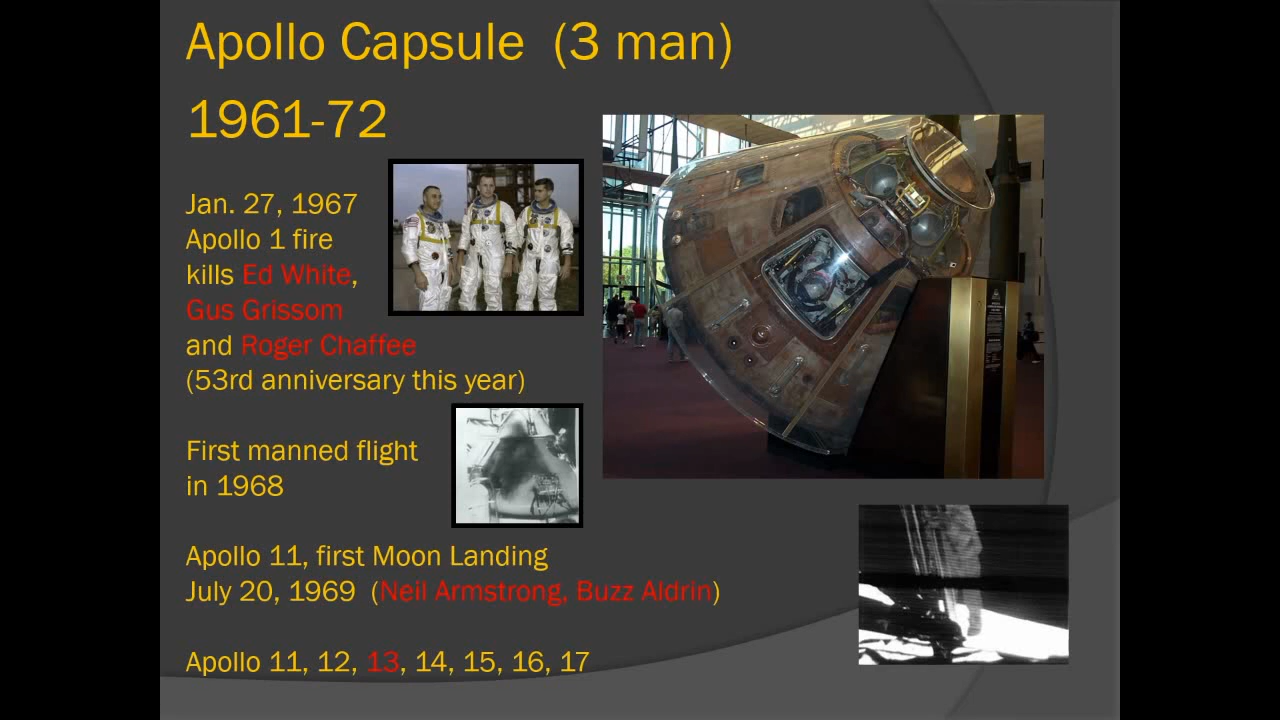 Apollo Capsule (3 man)
1961-72
Jan. 27, 1967
Apollo 1 fire
kills Ed White,
Gus Grissom
and Roger Chaffee
(53rd anniversary this year)
First manned flight
in 1968
Apollo 11, first Moon Landing
July 20, 1969 (Neil Armstrong, Buzz Aldrin)
Apollo 11, 12, 13, 14, 15, 16, 17